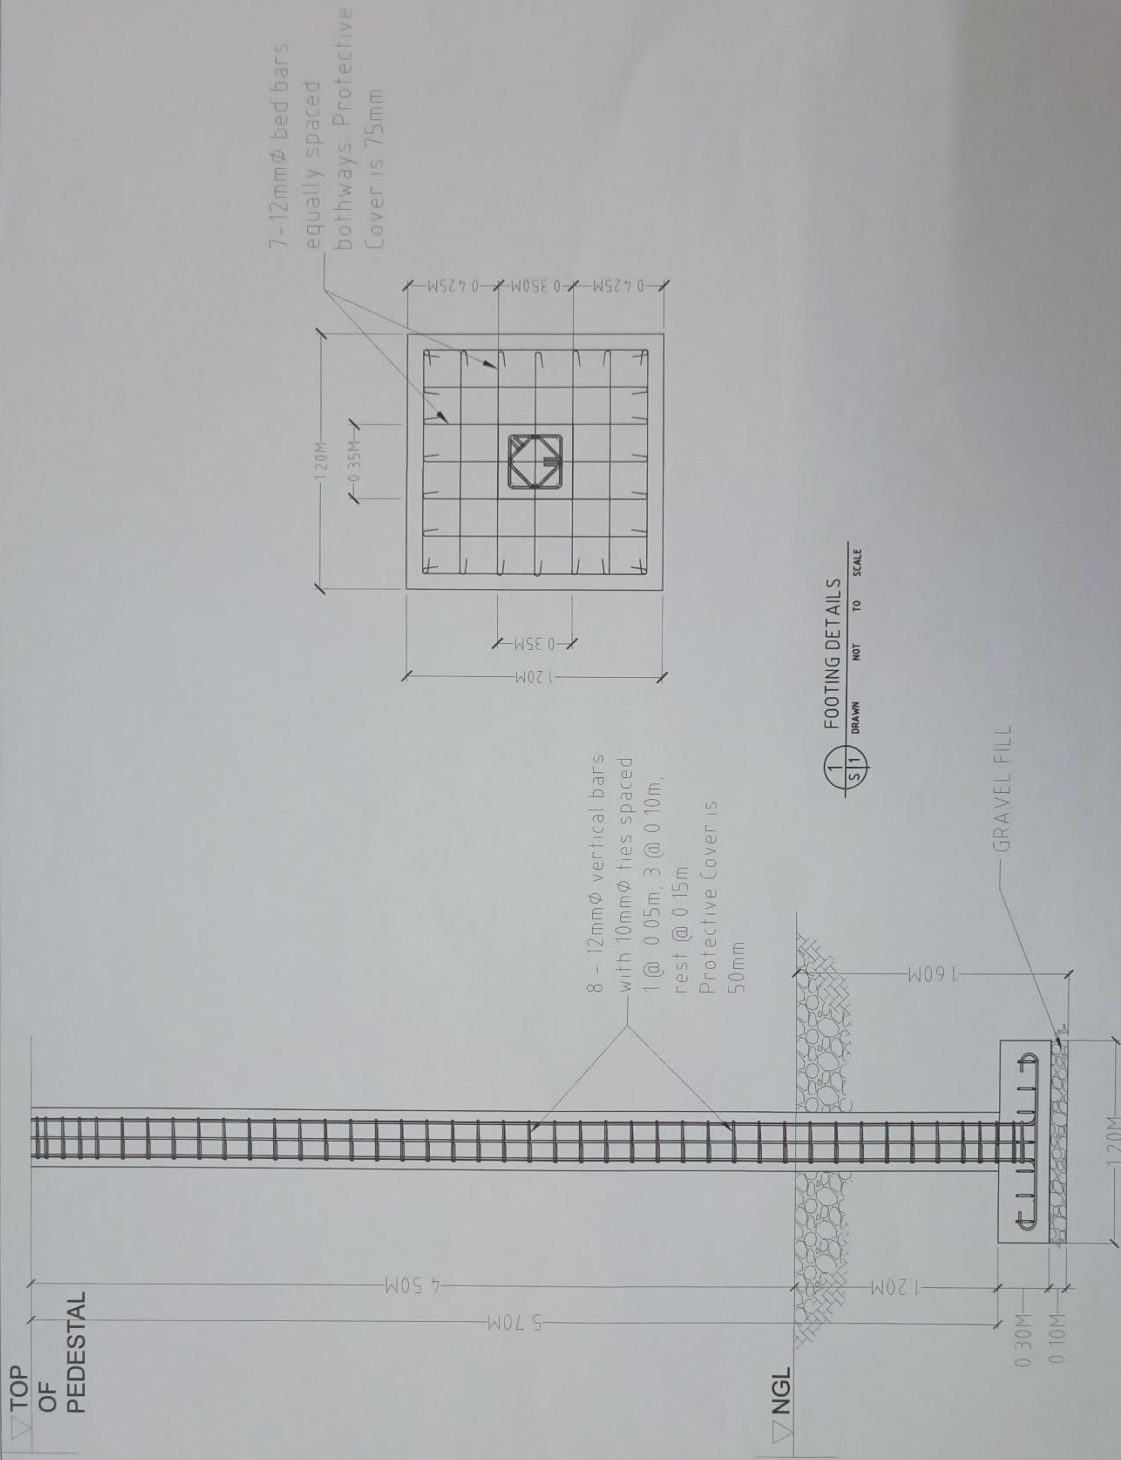 TOP
OF
PEDESTAL
7-12mmØ bed bars
equally spaced
bothways. Protective
Cover is 75mm
1.20M
0.35M
0.425M
0.350M
0.425M
0.35M
1.20M
8 - 12mmØ vertical bars
with 10mmØ ties spaced
1 @ 0.05m, 3 @ 0.10m,
rest @ 0.15m.
Protective Cover is
50mm
4.50M
5.70M
NGL
1.20M
1.60M
0.30M
0.10M
1.20M
GRAVEL FILL
1
S 1
FOOTING DETAILS
DRAWN NOT TO SCALE